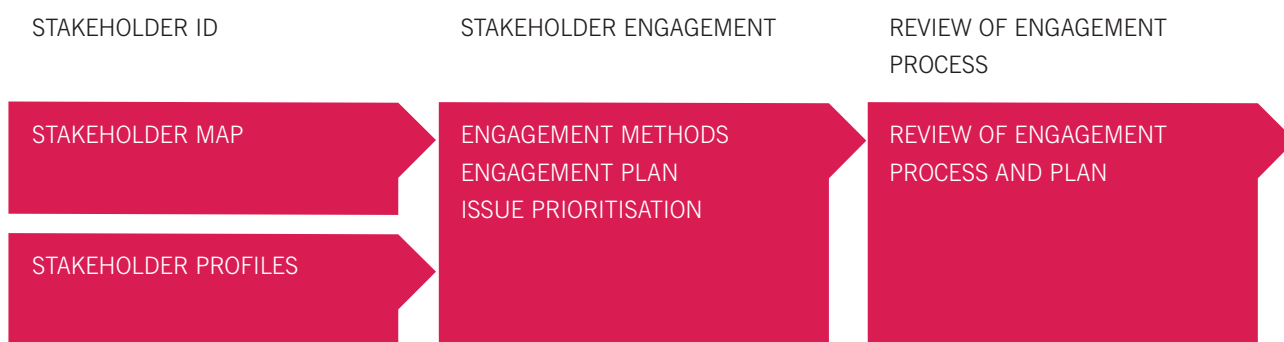 STAKEHOLDER ID
STAKEHOLDER MAP
STAKEHOLDER PROFILES
STAKEHOLDER ENGAGEMENT
ENGAGEMENT METHODS
ENGAGEMENT PLAN
ISSUE PRIORITISATION
REVIEW OF ENGAGEMENT
PROCESS
REVIEW OF ENGAGEMENT
PROCESS AND PLAN